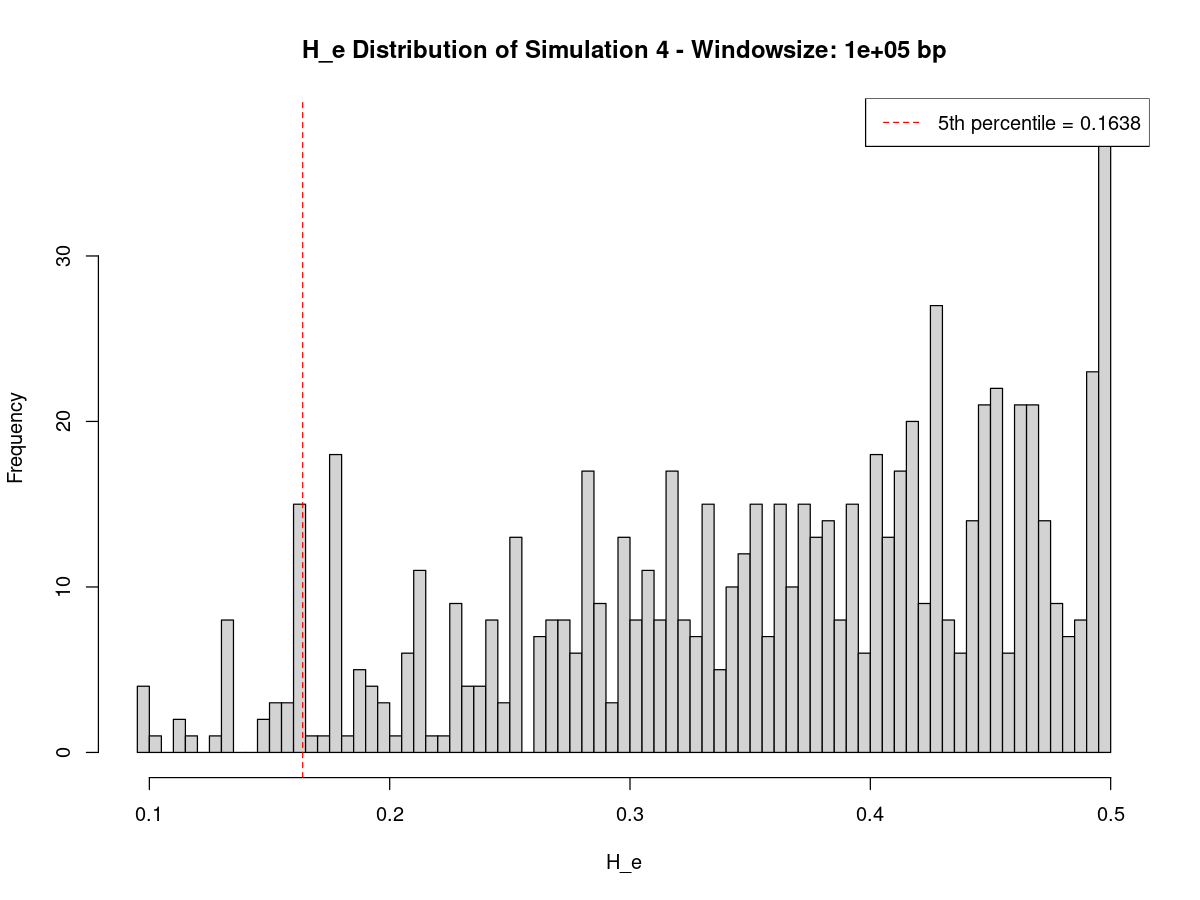 H_e Distribution of Simulation 4 - Windowsize: 1e+05 bp
5th percentile = 0.1638
30
20
10
0
Frequency
0.1 0.2 0.3 0.4 0.5
H_e